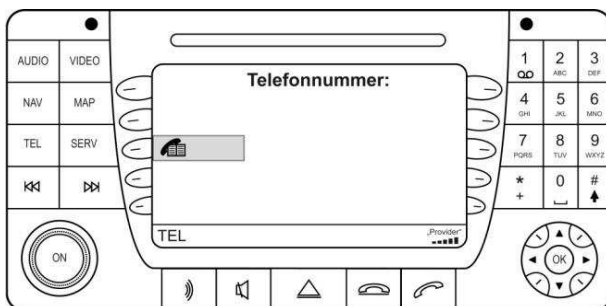 AUDIO VIDEO
NAV MAP
TEL SERV
ON
Telefonnummer:
TEL
„Provider“
1
2 ABC
3 DEF
4 GHI
5 JKL
6 MNO
7 PQRS
8 TUV
9 WXYZ
* +
0
#
OK